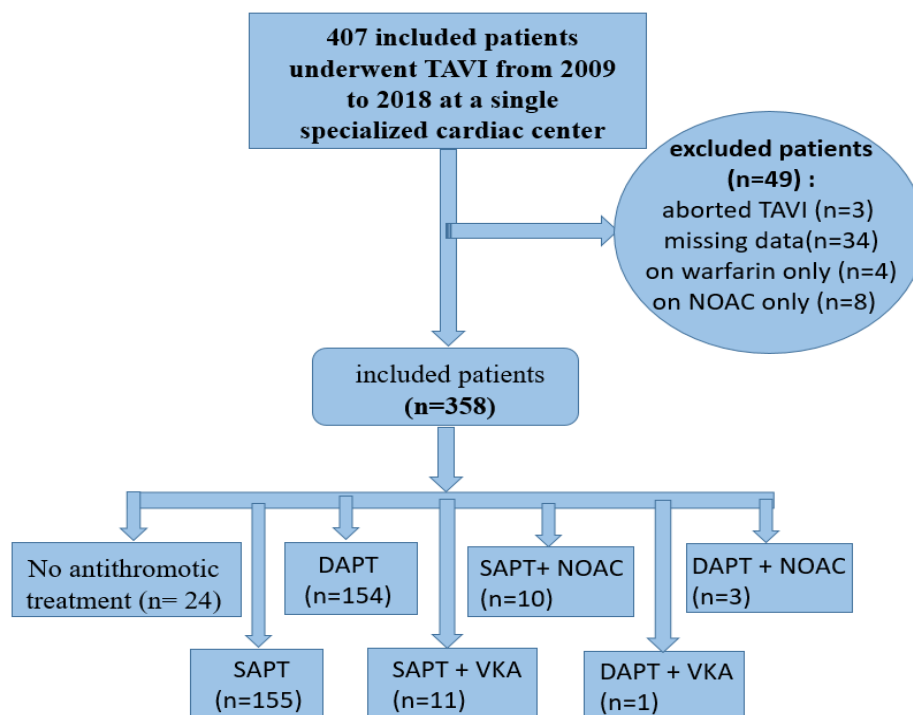 407 included patients
underwent TAVI from 2009
to 2018 at a single
specialized cardiac center
excluded patients
(n=49) :
aborted TAVI (n=3)
missing data(n=34)
on warfarin only (n=4)
on NOAC only (n=8)
included patients
(n=358)
No antithromotic
treatment (n= 24)
DAPT
(n=154)
SAPT+ NOAC
(n=10)
DAPT + NOAC
(n=3)
SAPT
(n=155)
SAPT + VKA
(n=11)
DAPT + VKA
(n=1)